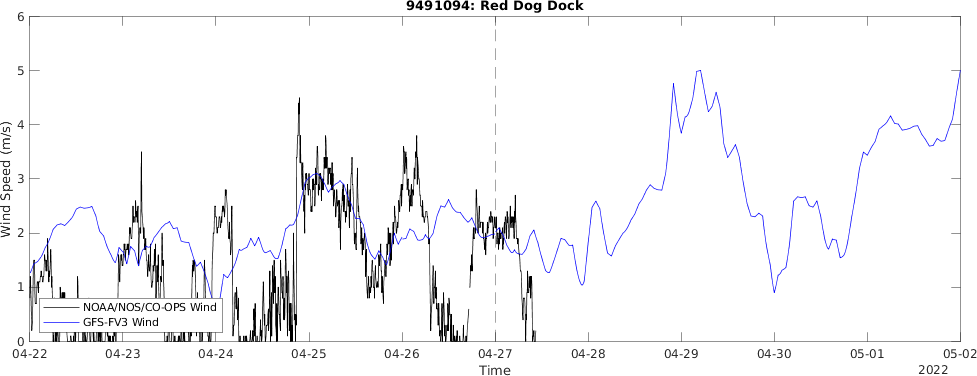 9491094: Red Dog Dock
6
5
4
3
2
1
0
Wind Speed (m/s)
NOAA/NOS/CO-OPS Wind
GFS-FV3 Wind
04-22 04-23 04-24 04-25 04-26 04-27 04-28 04-29 04-30 05-01 05-02
Time
2022